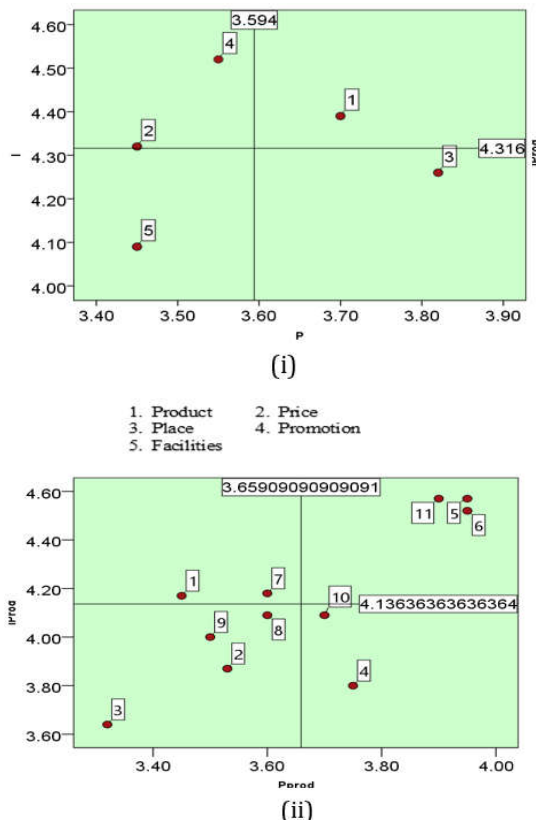 4.60
3.594
4
4.50
1
4.40
2
4.30
4.316
3
IProd
I
4.20
5
4.10
4.00
3.40 3.50 3.60 3.70 3.80 3.90
P
(i)
1. Product 2. Price
3. Place 4. Promotion
5. Facilities
3.65909090909091
4.60
11 5 6
4.40
1 7 10
4.20
4.13636363636364
IProd
9 8
4.00
2 4
3.80
3
3.60
3.40 3.60 3.80 4.00
Pprod
(ii)